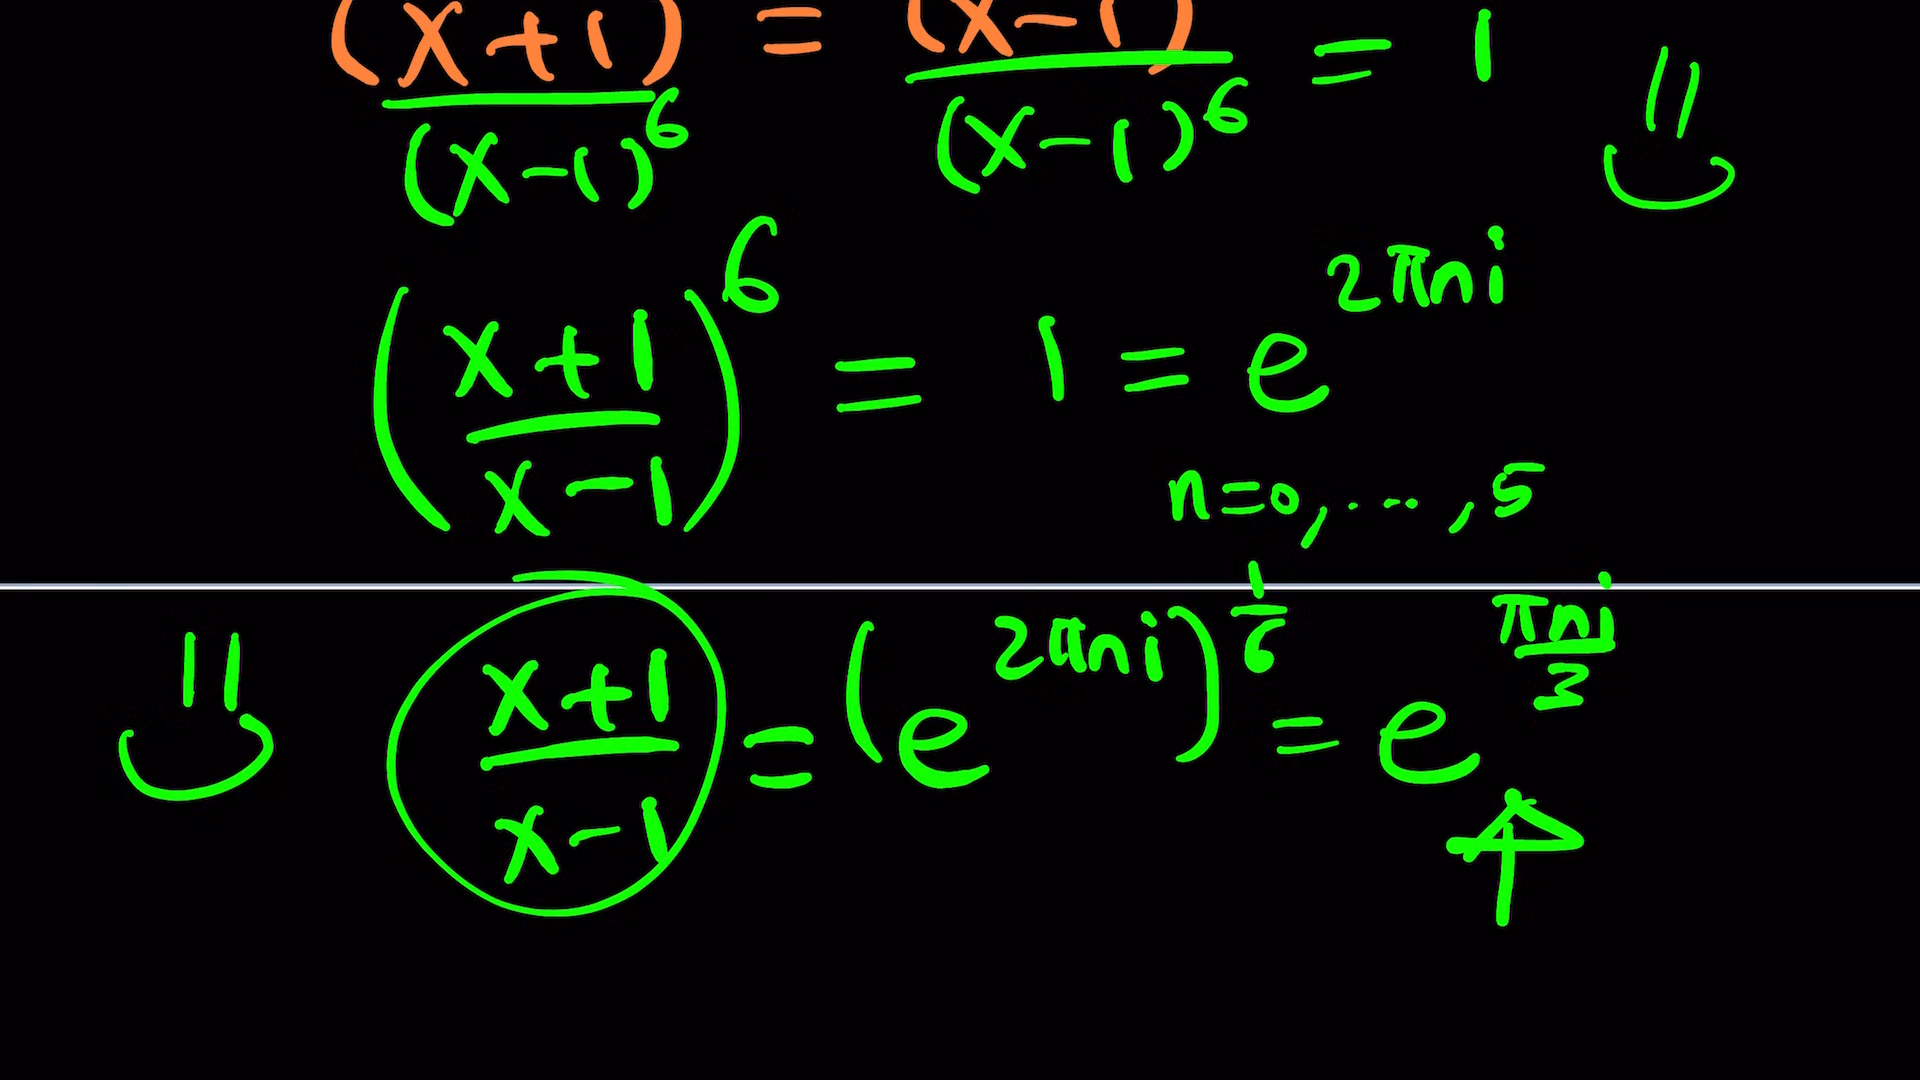 (x+1) / (x-1)^6 = (x-1) / (x-1)^6 = 1
((x+1)/(x-1))^6 = 1 = e^{2πni}
n=0,...,5
(x+1)/(x-1) = (e^{2πni})^{1/6} = e^{πni/3}